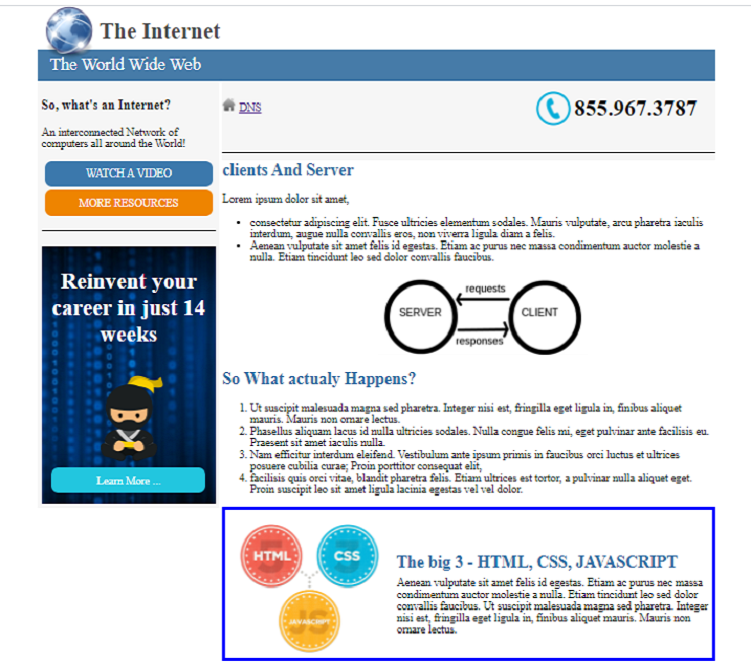 The Internet
The World Wide Web
So, what's an Internet?
An interconnected Network of
computers all around the World!
WATCH A VIDEO
MORE RESOURCES
Reinvent your
career in just 14
weeks
Learn More ...
DNS
855.967.3787
clients And Server
Lorem ipsum dolor sit amet,
• consectetur adipiscing elit. Fusce ultricies elementum sodales. Mauris vulputate, arcu pharetra iaculis
interdum, augue nulla convallis eros, non viverra ligula diam a felis.
• Aenean vulputate sit amet felis id egestas. Etiam ac purus nec massa condimentum auctor molestie a
nulla. Etiam tincidunt leo sed dolor convallis faucibus.
requests
SERVER
CLIENT
responses
So What actualy Happens?
1. Ut suscipit malesuada magna sed pharetra. Integer nisi est, fringilla eget ligula in, finibus aliquet
mauris. Mauris non ornare lectus.
2. Phasellus aliquam lacus id nulla ultricies sodales. Nulla congue felis mi, eget pulvinar ante facilisis eu.
Praesent sit amet iaculis nulla.
3. Nam efficitur interdum eleifend. Vestibulum ante ipsum primis in faucibus orci luctus et ultrices
posuere cubilia curae; Proin porttitor consequat elit,
4. facilisis quis orci vitae, blandit pharetra felis. Etiam ultrices est tortor, a pulvinar nulla aliquet eget.
Proin suscipit leo sit amet ligula lacinia egestas vel vel dolor.
HTML
5
CSS
3
JS
JAVASCRIPT
The big 3 - HTML, CSS, JAVASCRIPT
Aenean vulputate sit amet felis id egestas. Etiam ac purus nec massa
condimentum auctor molestie a nulla. Etiam tincidunt leo sed dolor
convallis faucibus. Ut suscipit malesuada magna sed pharetra. Integer
nisi est, fringilla eget ligula in, finibus aliquet mauris. Mauris non
ornare lectus.